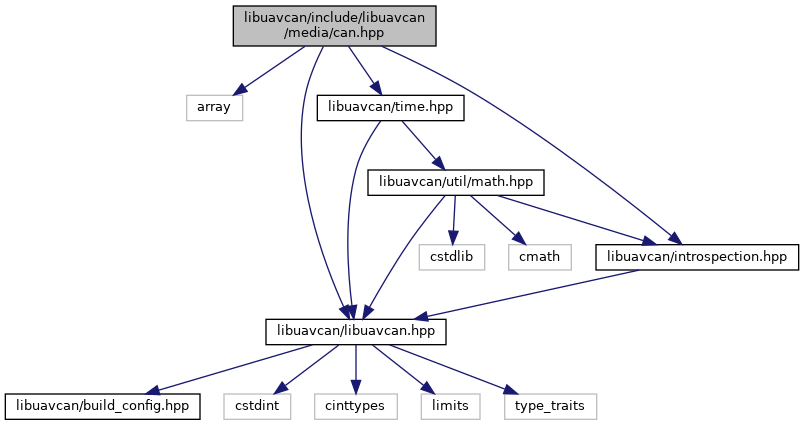 libuavcan/include/libuavcan
/media/can.hpp
array
libuavcan/time.hpp
libuavcan/util/math.hpp
cstdlib
cmath
libuavcan/introspection.hpp
libuavcan/libuavcan.hpp
libuavcan/build_config.hpp
cstdint
cinttypes
limits
type_traits